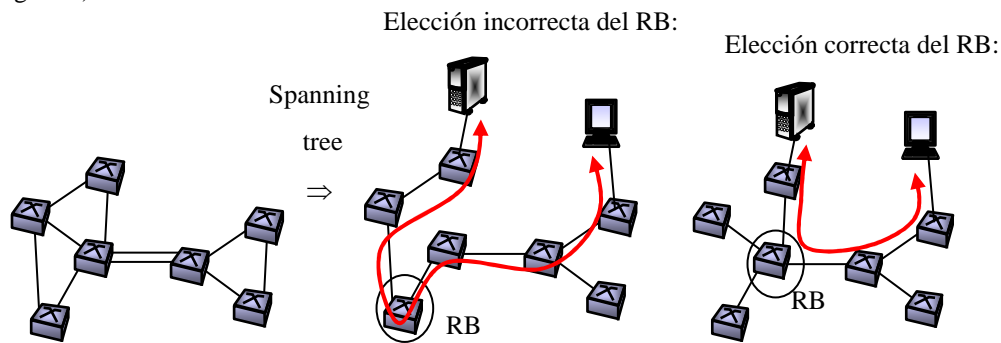 Elección incorrecta del RB:
Elección correcta del RB:
Spanning
tree
⇒
RB
RB